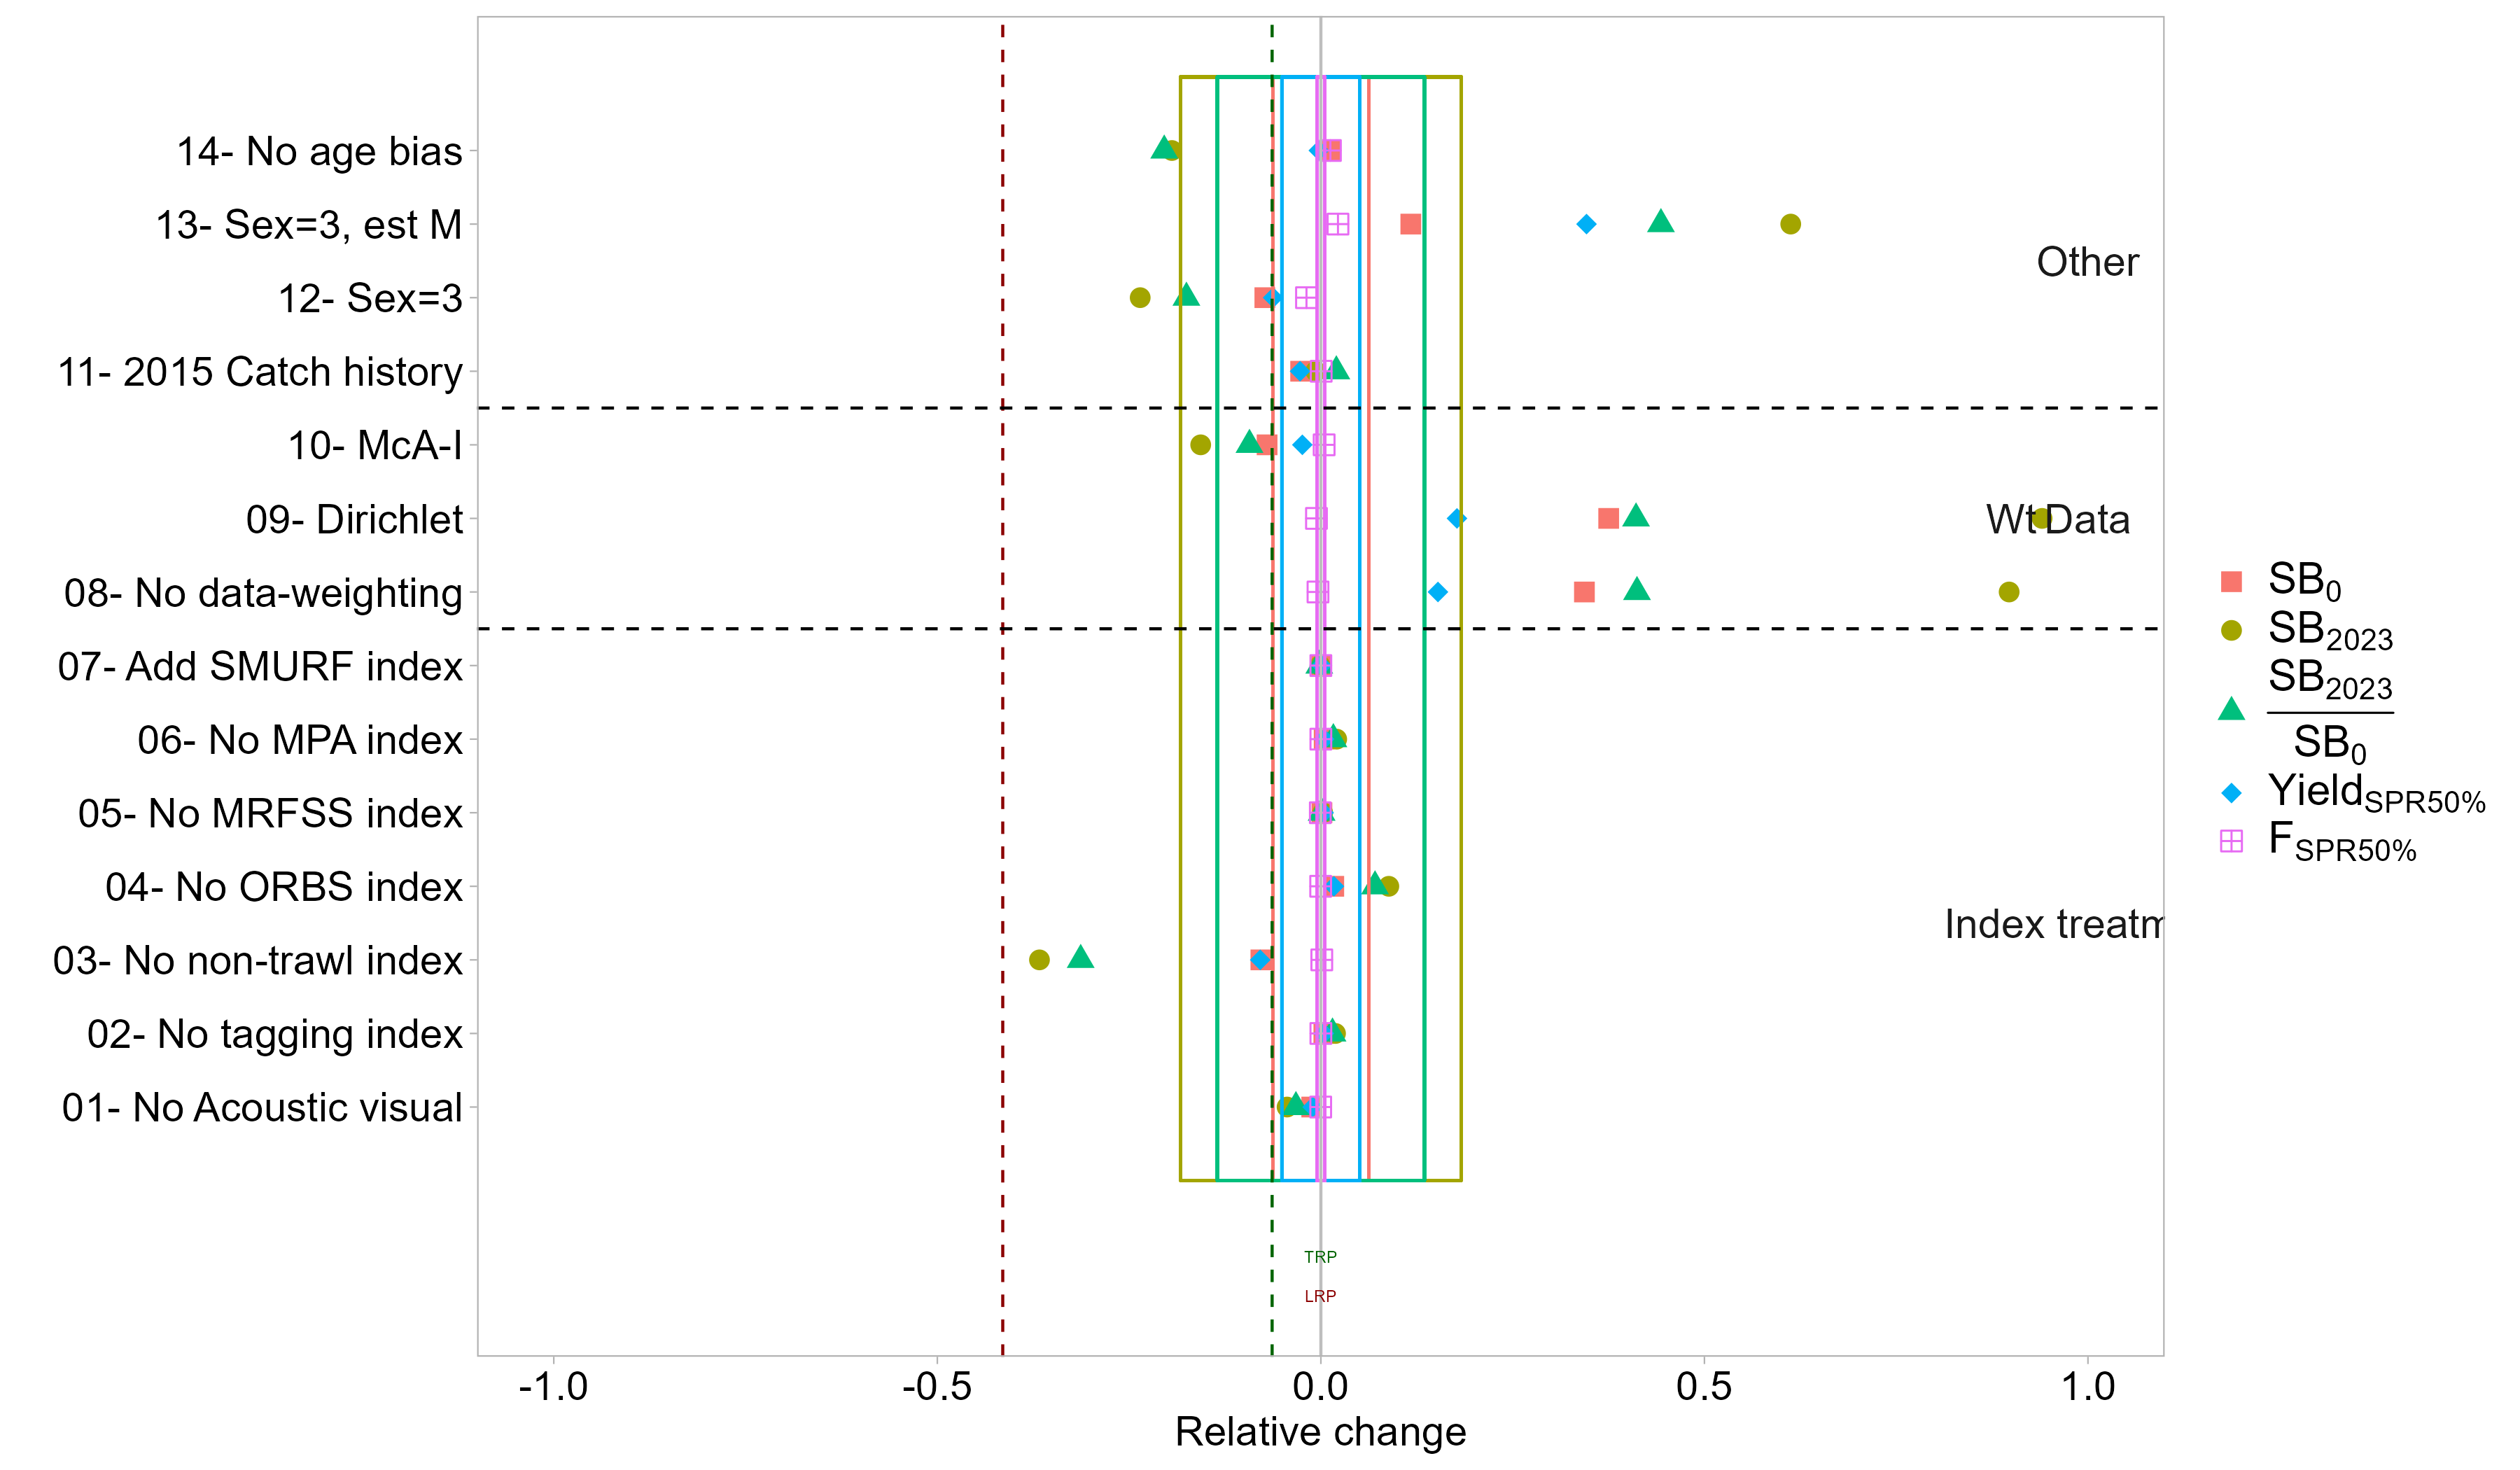 14- No age bias
13- Sex=3, est M
Other
12- Sex=3
11- 2015 Catch history
10- McA-I
09- Dirichlet
Wt Data
08- No data-weighting
07- Add SMURF index
06- No MPA index
05- No MRFSS index
04- No ORBS index
Index treatm
03- No non-trawl index
02- No tagging index
01- No Acoustic visual
TRP
LRP
-1.0 -0.5 0.0 0.5 1.0
Relative change
SB0
SB2023
SB2023
SB0
YieldSPR50%
FSPR50%